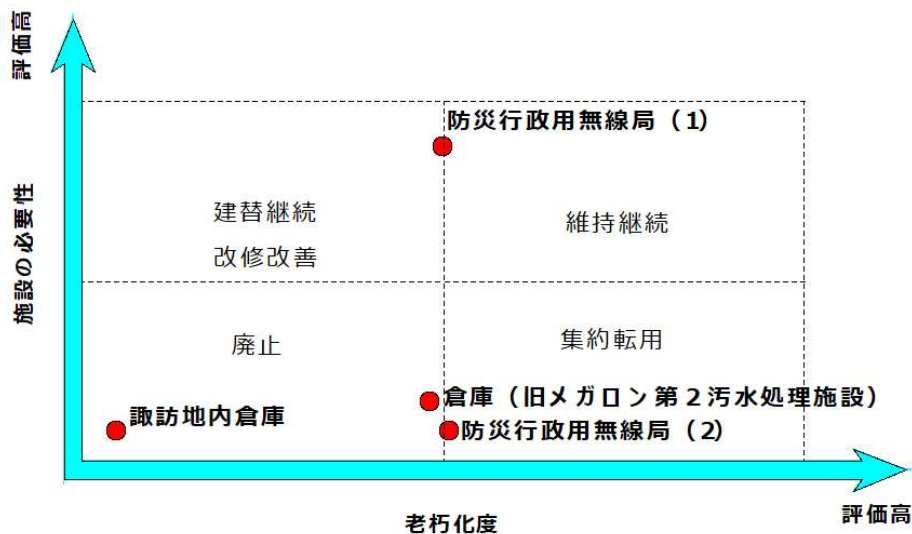 評価高
施設の必要性
防災行政用無線局（1）
建替継続
改修改善
維持継続
廃止
集約転用
倉庫（旧メガロン第２汚水処理施設）
諏訪地内倉庫
防災行政用無線局（2）
老朽化度
評価高